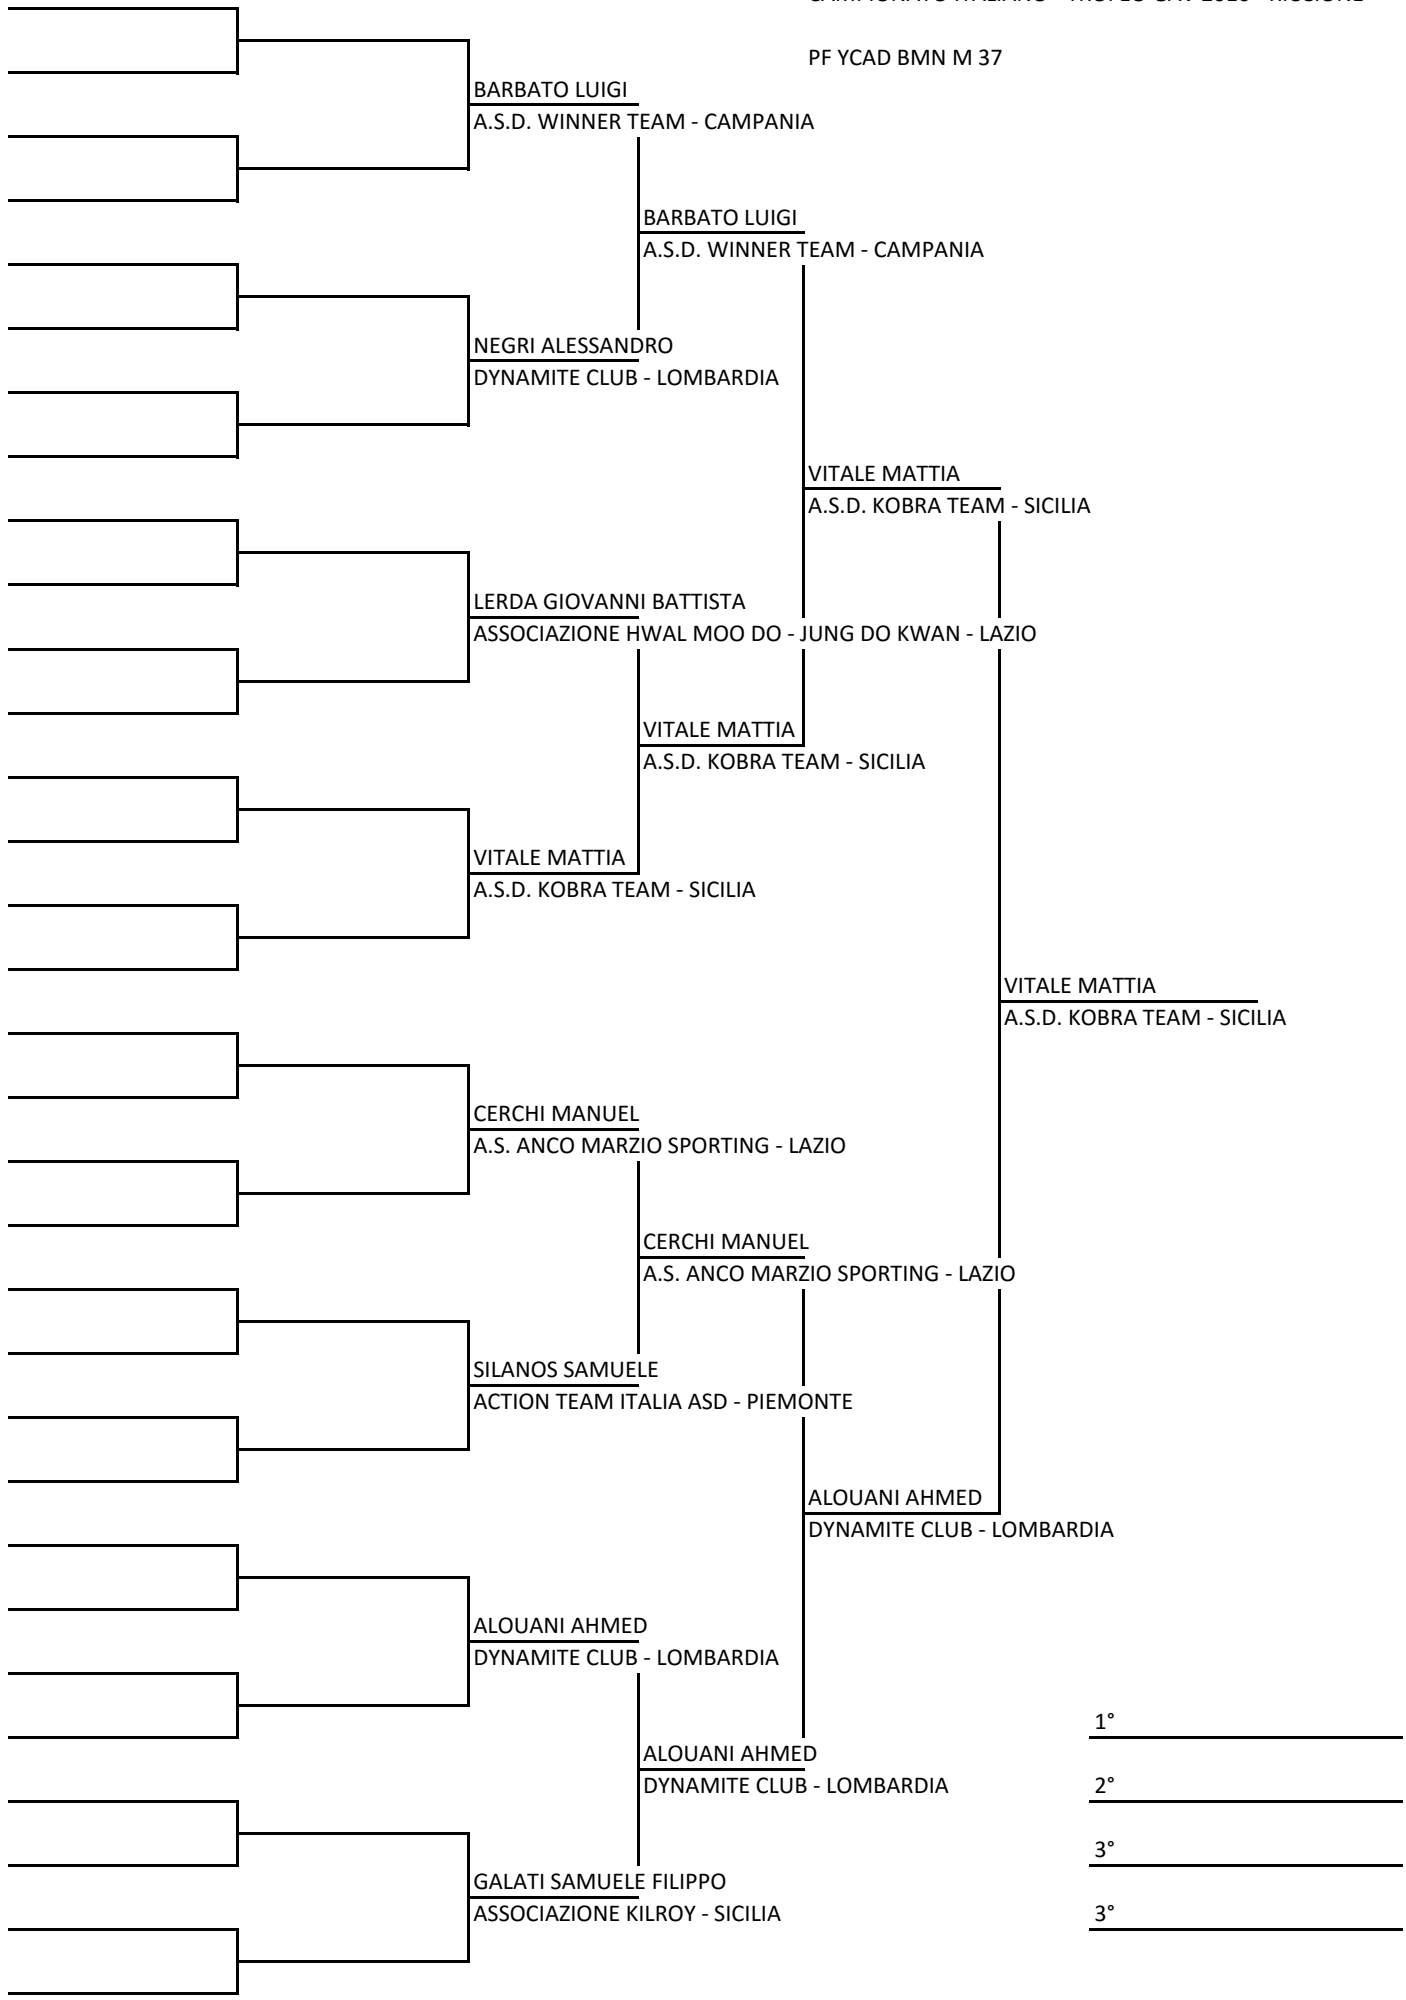 PF YCAD BMN M 37
BARBATO LUIGI
A.S.D. WINNER TEAM - CAMPANIA
BARBATO LUIGI
A.S.D. WINNER TEAM - CAMPANIA
NEGRI ALESSANDRO
DYNAMITE CLUB - LOMBARDIA
VITALE MATTIA
A.S.D. KOBRA TEAM - SICILIA
LERDA GIOVANNI BATTISTA
ASSOCIAZIONE HWAL MOO DO - JUNG DO KWAN - LAZIO
VITALE MATTIA
A.S.D. KOBRA TEAM - SICILIA
VITALE MATTIA
A.S.D. KOBRA TEAM - SICILIA
VITALE MATTIA
A.S.D. KOBRA TEAM - SICILIA
CERCHI MANUEL
A.S. ANCO MARZIO SPORTING - LAZIO
CERCHI MANUEL
A.S. ANCO MARZIO SPORTING - LAZIO
SILANOS SAMUELE
ACTION TEAM ITALIA ASD - PIEMONTE
ALOUANI AHMED
DYNAMITE CLUB - LOMBARDIA
ALOUANI AHMED
DYNAMITE CLUB - LOMBARDIA
1°
ALOUANI AHMED
DYNAMITE CLUB - LOMBARDIA
2°
3°
GALATI SAMUELE FILIPPO
ASSOCIAZIONE KILROY - SICILIA
3°